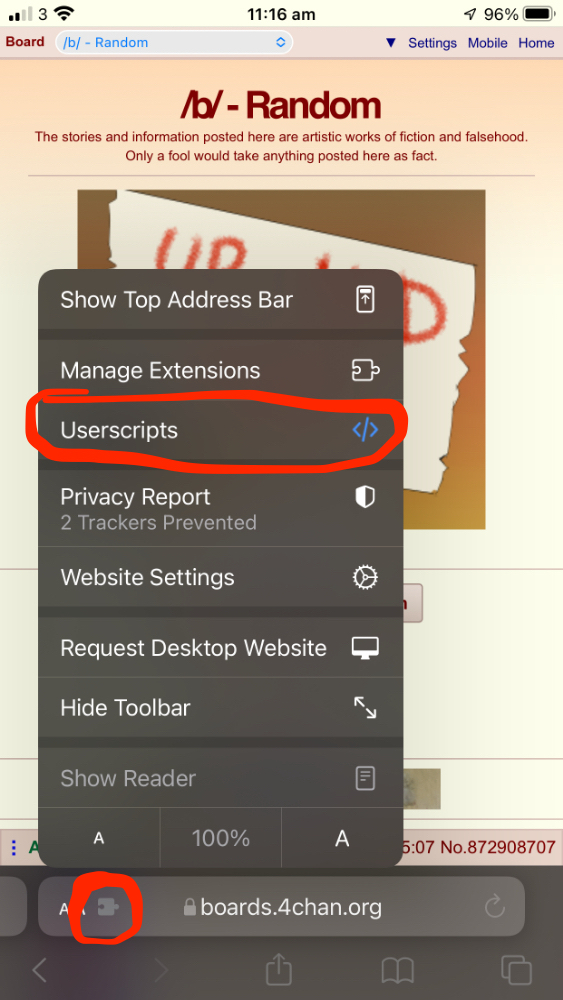 3 11:16 am 96%
Board /b/ - Random ▼ Settings Mobile Home
/b/ - Random
The stories and information posted here are artistic works of fiction and falsehood.
Only a fool would take anything posted here as fact.
Show Top Address Bar
Manage Extensions
Userscripts </>
Privacy Report
2 Trackers Prevented
Website Settings
Request Desktop Website
Hide Toolbar
Show Reader
A 100% A
5:07 No.872908707
boards.4chan.org